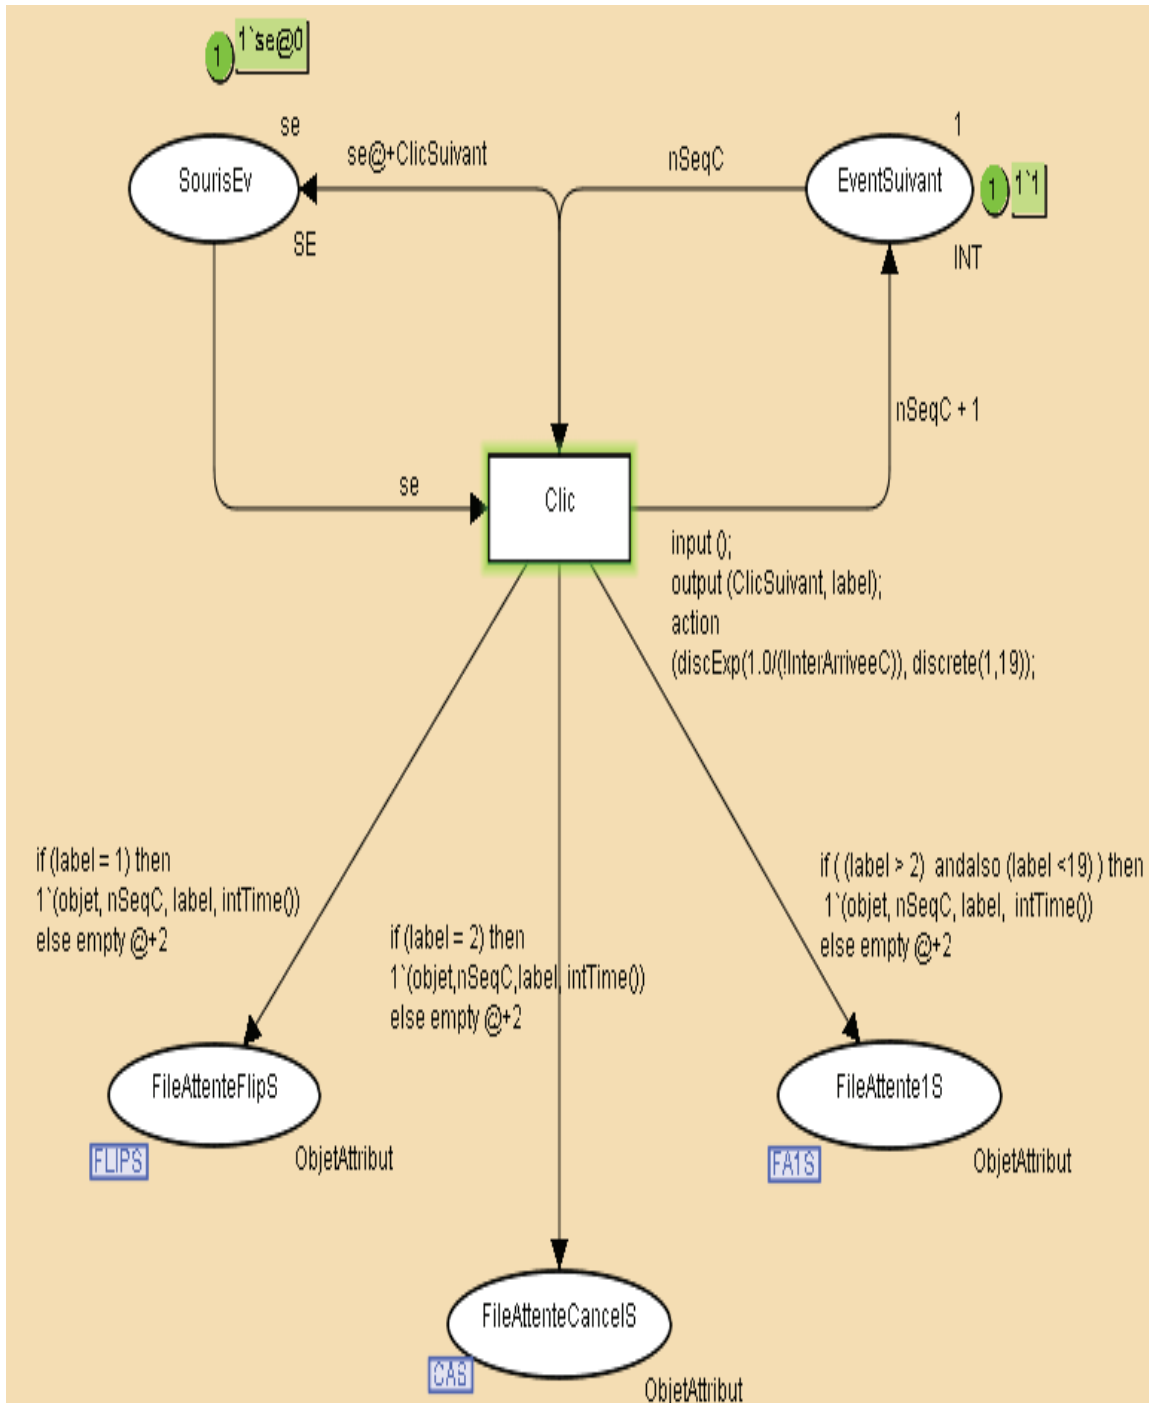 1 1`se@0
se
SourisEv
SE
se@+ClicSuivant
nSeqC
1
EventSuivant
1 1`1
INT
nSeqC + 1
se
Clic
input ();
output (ClicSuivant, label);
action
(discExp(1.0/(!InterArriveeC)), discrete(1,19));
if (label = 1) then
1`(objet, nSeqC, label, intTime())
else empty @+2
if (label = 2) then
1`(objet,nSeqC,label, intTime())
else empty @+2
if ( (label > 2) andalso (label <19) ) then
1`(objet, nSeqC, label, intTime())
else empty @+2
FileAttenteFlipS
FLIPS
ObjetAttribut
FileAttente1S
FA1S
ObjetAttribut
FileAttenteCancelS
CAS
ObjetAttribut